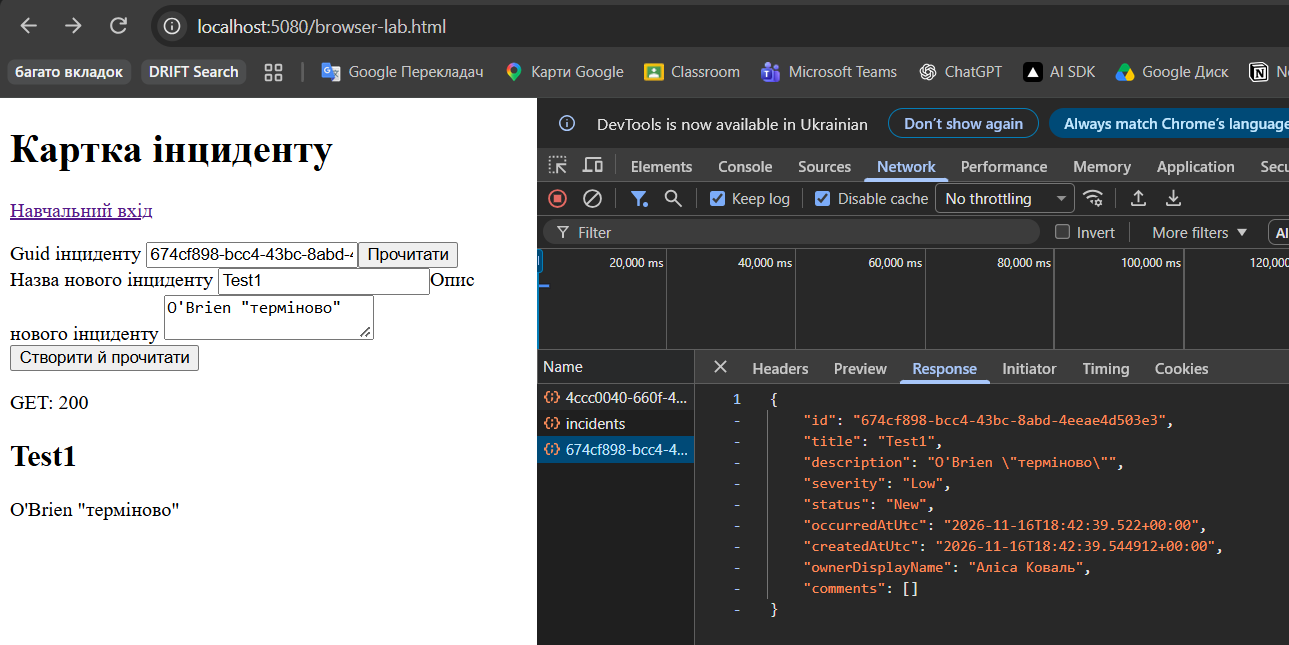 localhost:5080/browser-lab.html
багато вкладок DRIFT Search Google Перекладач Карти Google Classroom Microsoft Teams ChatGPT AI SDK Google Диск
Картка інциденту
Навчальний вхід
Guid інциденту 674cf898-bcc4-43bc-8abd-4 Прочитати
Назва нового інциденту Test1 Опис
нового інциденту O'Brien "терміново"
Створити й прочитати
GET: 200
Test1
O'Brien "терміново"
DevTools is now available in Ukrainian Don't show again Always match Chrome's language
Elements Console Sources Network Performance Memory Application Secu
Keep log Disable cache No throttling
Filter Invert More filters Al
20,000 ms 40,000 ms 60,000 ms 80,000 ms 100,000 ms 120,000
Name
4ccc0040-660f-4...
incidents
674cf898-bcc4-4...
Headers Preview Response Initiator Timing Cookies
1 {
- "id": "674cf898-bcc4-43bc-8abd-4eeae4d503e3",
- "title": "Test1",
- "description": "O'Brien \"терміново\"",
- "severity": "Low",
- "status": "New",
- "occurredAtUtc": "2026-11-16T18:42:39.522+00:00",
- "createdAtUtc": "2026-11-16T18:42:39.544912+00:00",
- "ownerDisplayName": "Аліса Коваль",
- "comments": []
- }